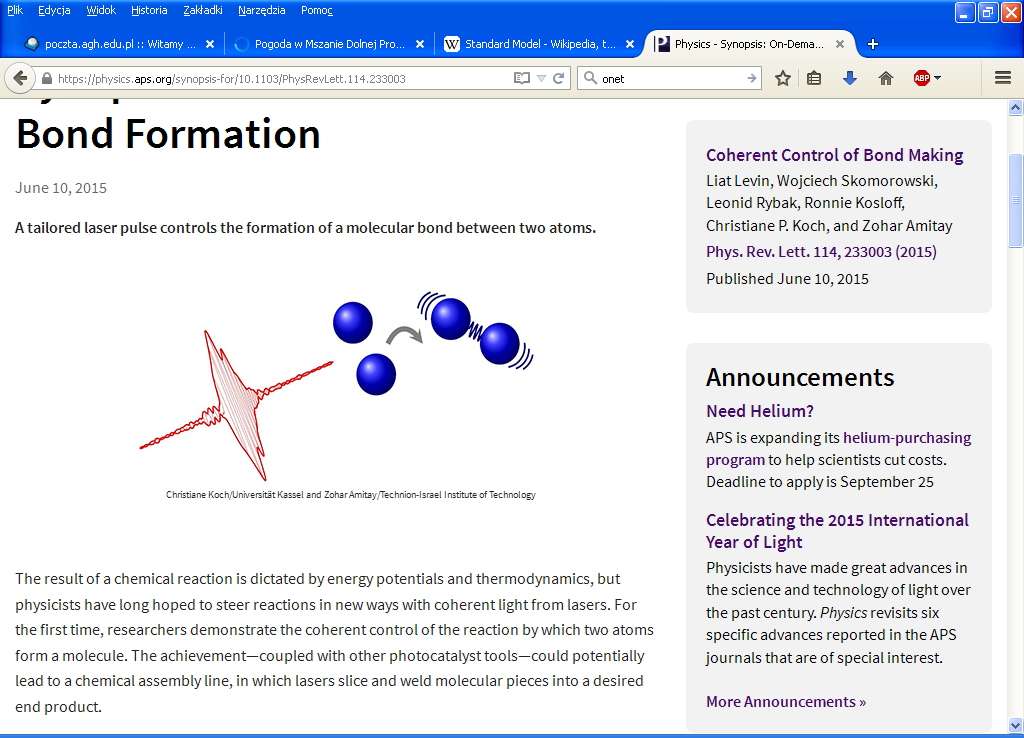 Plik Edycja Widok Historia Zakładki Narzędzia Pomoc
poczta.agh.edu.pl :: Witamy ... Pogoda w Mszanie Dolnej Pro... Standard Model - Wikipedia, t... Physics - Synopsis: On-Dema...
https://physics.aps.org/synopsis-for/10.1103/PhysRevLett.114.233003 onet ABP
Bond Formation
June 10, 2015
A tailored laser pulse controls the formation of a molecular bond between two atoms.
Christiane Koch/Universität Kassel and Zohar Amitay/Technion-Israel Institute of Technology
The result of a chemical reaction is dictated by energy potentials and thermodynamics, but
physicists have long hoped to steer reactions in new ways with coherent light from lasers. For
the first time, researchers demonstrate the coherent control of the reaction by which two atoms
form a molecule. The achievement—coupled with other photocatalyst tools—could potentially
lead to a chemical assembly line, in which lasers slice and weld molecular pieces into a desired
end product.
Coherent Control of Bond Making
Liat Levin, Wojciech Skomorowski,
Leonid Rybak, Ronnie Kosloff,
Christiane P. Koch, and Zohar Amitay
Phys. Rev. Lett. 114, 233003 (2015)
Published June 10, 2015
Announcements
Need Helium?
APS is expanding its helium-purchasing
program to help scientists cut costs.
Deadline to apply is September 25
Celebrating the 2015 International
Year of Light
Physicists have made great advances in
the science and technology of light over
the past century. Physics revisits six
specific advances reported in the APS
journals that are of special interest.
More Announcements »